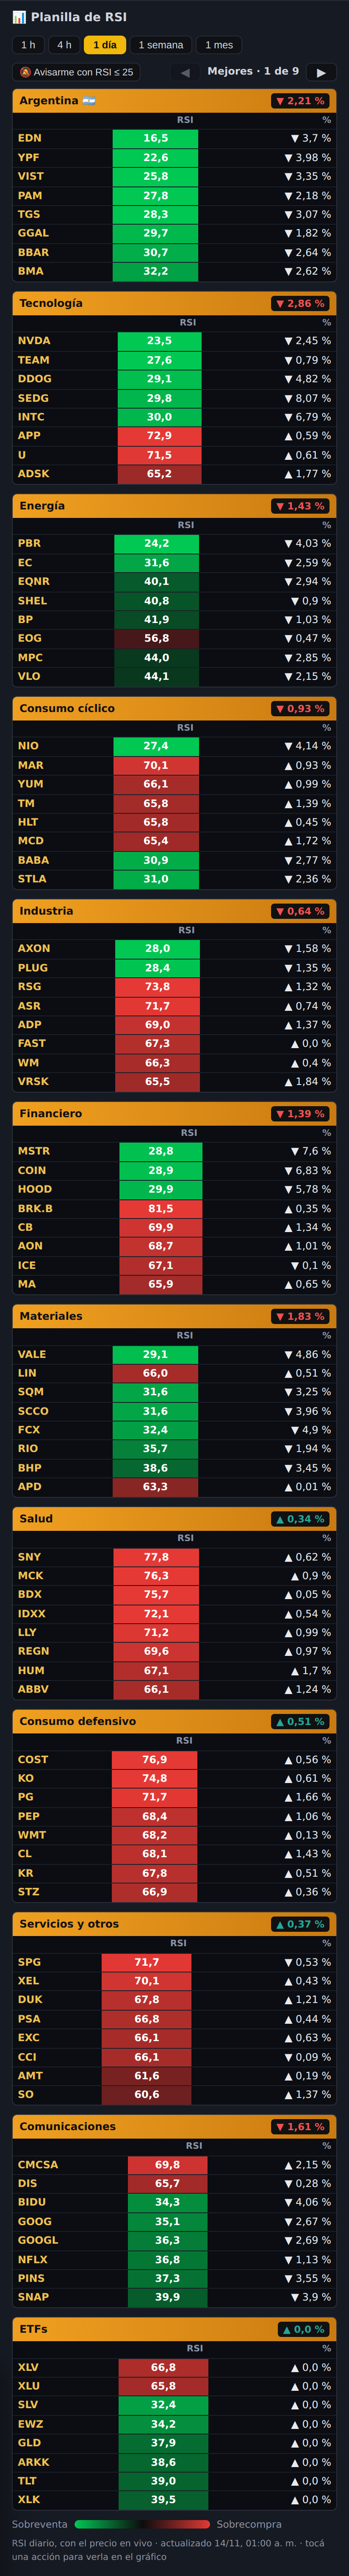 📊 Planilla de RSI
1 h 4 h 1 día 1 semana 1 mes
🔕 Avisarme con RSI ≤ 25 ◀ Mejores · 1 de 9 ▶
Argentina 🇦🇷 ▼ 2,21 %
RSI %
EDN 16,5 ▼ 3,7 %
YPF 22,6 ▼ 3,98 %
VIST 25,8 ▼ 3,35 %
PAM 27,8 ▼ 2,18 %
TGS 28,3 ▼ 3,07 %
GGAL 29,7 ▼ 1,82 %
BBAR 30,7 ▼ 2,64 %
BMA 32,2 ▼ 2,62 %
Tecnología ▼ 2,86 %
RSI %
NVDA 23,5 ▼ 2,45 %
TEAM 27,6 ▼ 0,79 %
DDOG 29,1 ▼ 4,82 %
SEDG 29,8 ▼ 8,07 %
INTC 30,0 ▼ 6,79 %
APP 72,9 ▲ 0,59 %
U 71,5 ▲ 0,61 %
ADSK 65,2 ▲ 1,77 %
Energía ▼ 1,43 %
RSI %
PBR 24,2 ▼ 4,03 %
EC 31,6 ▼ 2,59 %
EQNR 40,1 ▼ 2,94 %
SHEL 40,8 ▼ 0,9 %
BP 41,9 ▼ 1,03 %
EOG 56,8 ▼ 0,47 %
MPC 44,0 ▼ 2,85 %
VLO 44,1 ▼ 2,15 %
Consumo cíclico ▼ 0,93 %
RSI %
NIO 27,4 ▼ 4,14 %
MAR 70,1 ▲ 0,93 %
YUM 66,1 ▲ 0,99 %
TM 65,8 ▲ 1,39 %
HLT 65,8 ▲ 0,45 %
MCD 65,4 ▲ 1,72 %
BABA 30,9 ▼ 2,77 %
STLA 31,0 ▼ 2,36 %
Industria ▼ 0,64 %
RSI %
AXON 28,0 ▼ 1,58 %
PLUG 28,4 ▼ 1,35 %
RSG 73,8 ▲ 1,32 %
ASR 71,7 ▲ 0,74 %
ADP 69,0 ▲ 1,37 %
FAST 67,3 ▲ 0,0 %
WM 66,3 ▲ 0,4 %
VRSK 65,5 ▲ 1,84 %
Financiero ▼ 1,39 %
RSI %
MSTR 28,8 ▼ 7,6 %
COIN 28,9 ▼ 6,83 %
HOOD 29,9 ▼ 5,78 %
BRK.B 81,5 ▲ 0,35 %
CB 69,9 ▲ 1,34 %
AON 68,7 ▲ 1,01 %
ICE 67,1 ▼ 0,1 %
MA 65,9 ▲ 0,65 %
Materiales ▼ 1,83 %
RSI %
VALE 29,1 ▼ 4,86 %
LIN 66,0 ▲ 0,51 %
SQM 31,6 ▼ 3,25 %
SCCO 31,6 ▼ 3,96 %
FCX 32,4 ▼ 4,9 %
RIO 35,7 ▼ 1,94 %
BHP 38,6 ▼ 3,45 %
APD 63,3 ▲ 0,01 %
Salud ▲ 0,34 %
RSI %
SNY 77,8 ▲ 0,62 %
MCK 76,3 ▲ 0,9 %
BDX 75,7 ▲ 0,05 %
IDXX 72,1 ▲ 0,54 %
LLY 71,2 ▲ 0,99 %
REGN 69,6 ▲ 0,97 %
HUM 67,1 ▲ 1,7 %
ABBV 66,1 ▲ 1,24 %
Consumo defensivo ▲ 0,51 %
RSI %
COST 76,9 ▲ 0,56 %
KO 74,8 ▲ 0,61 %
PG 71,7 ▲ 1,66 %
PEP 68,4 ▲ 1,06 %
WMT 68,2 ▲ 0,13 %
CL 68,1 ▲ 1,43 %
KR 67,8 ▲ 0,51 %
STZ 66,9 ▲ 0,36 %
Servicios y otros ▲ 0,37 %
RSI %
SPG 71,7 ▼ 0,53 %
XEL 70,1 ▲ 0,43 %
DUK 67,8 ▲ 1,21 %
PSA 66,8 ▲ 0,44 %
EXC 66,1 ▲ 0,63 %
CCI 66,1 ▼ 0,09 %
AMT 61,6 ▲ 0,19 %
SO 60,6 ▲ 1,37 %
Comunicaciones ▼ 1,61 %
RSI %
CMCSA 69,8 ▲ 2,15 %
DIS 65,7 ▼ 0,28 %
BIDU 34,3 ▼ 4,06 %
GOOG 35,1 ▼ 2,67 %
GOOGL 36,3 ▼ 2,69 %
NFLX 36,8 ▼ 1,13 %
PINS 37,3 ▼ 3,55 %
SNAP 39,9 ▼ 3,9 %
ETFs ▲ 0,0 %
RSI %
XLV 66,8 ▲ 0,0 %
XLU 65,8 ▲ 0,0 %
SLV 32,4 ▲ 0,0 %
EWZ 34,2 ▲ 0,0 %
GLD 37,9 ▲ 0,0 %
ARKK 38,6 ▲ 0,0 %
TLT 39,0 ▲ 0,0 %
XLK 39,5 ▲ 0,0 %
Sobreventa Sobrecompra
RSI diario, con el precio en vivo · actualizado 14/11, 01:00 a. m. · tocá
una acción para verla en el gráfico